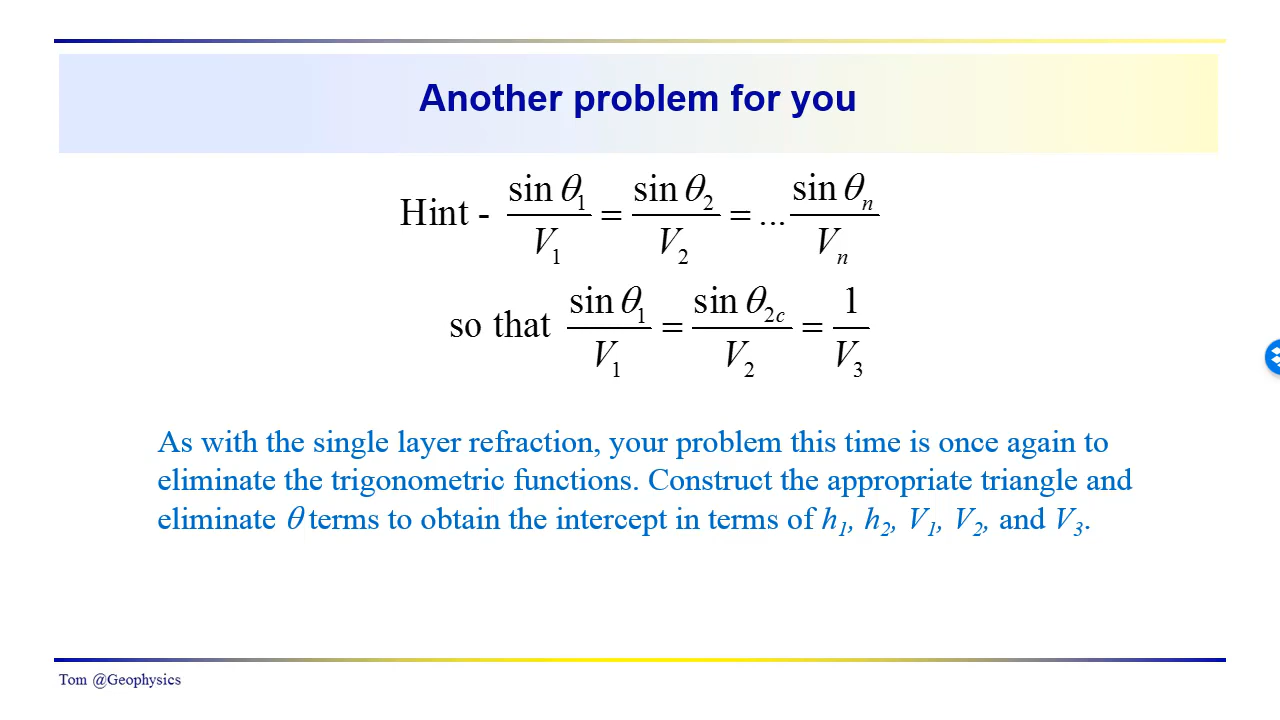 Another problem for you
Hint - sin θ₁/V₁ = sin θ₂/V₂ = ... sin θₙ/Vₙ
so that sin θ₁/V₁ = sin θ₂c/V₂ = 1/V₃
As with the single layer refraction, your problem this time is once again to
eliminate the trigonometric functions. Construct the appropriate triangle and
eliminate θ terms to obtain the intercept in terms of h₁, h₂, V₁, V₂, and V₃.
Tom @Geophysics